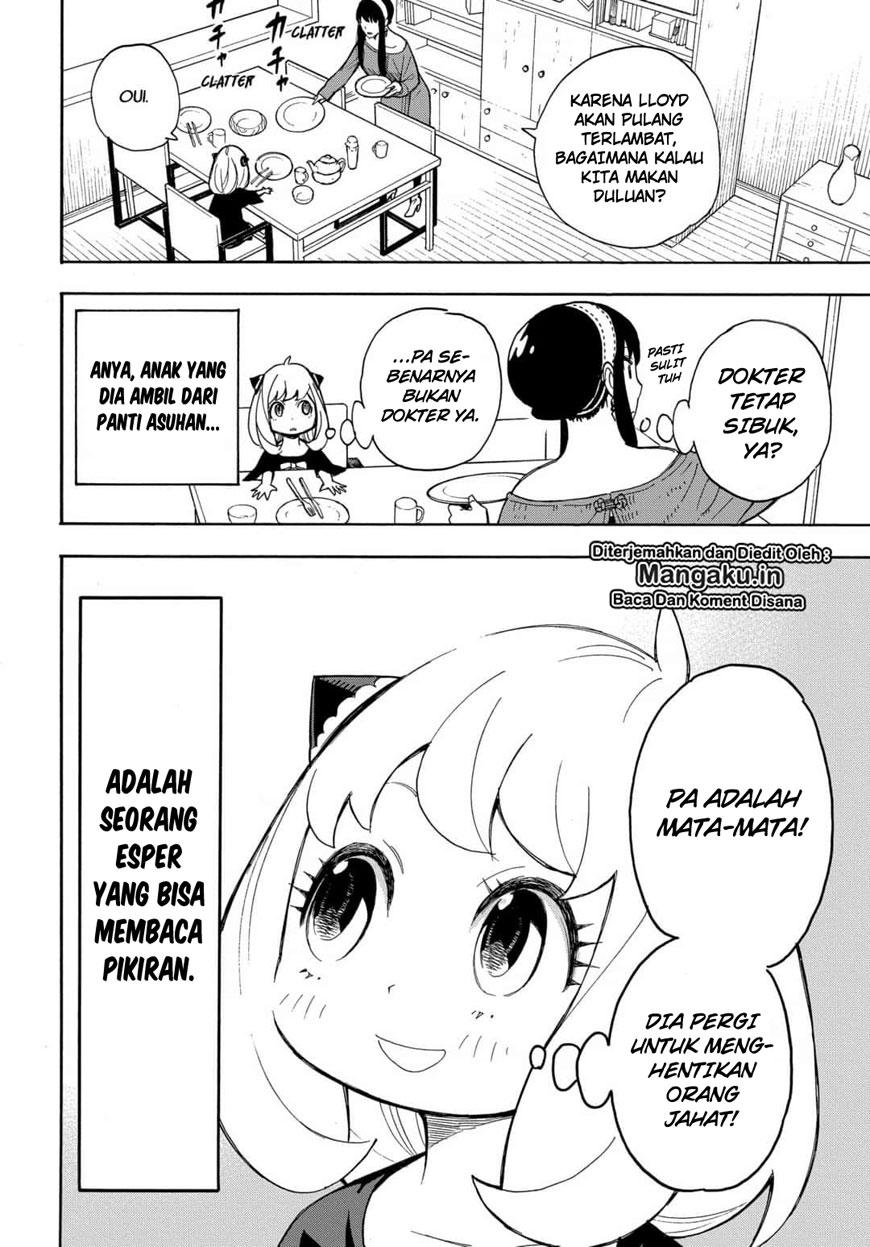 KARENA LLOYD
AKAN PULANG
TERLAMBAT,
BAGAIMANA KALAU
KITA MAKAN
DULUAN?
ガチャ
CLATTER
ガチャ
CLATTER
OUI.
DOKTER
TETAP
SIBUK,
YA?
PASTI
SULIT
TUH
...PA SE-
BENARNYA
BUKAN
DOKTER YA.
ANYA, ANAK YANG
DIA AMBIL DARI
PANTI ASUHAN...
Diterjemahkan dan Diedit Oleh :
Mangaku.in
Baca Dan Koment Disana
PA ADALAH
MATA-MATA!
DIA PERGI
UNTUK MENG-
HENTIKAN
ORANG
JAHAT!
ADALAH
SEORANG
ESPER
YANG BISA
MEMBACA
PIKIRAN.